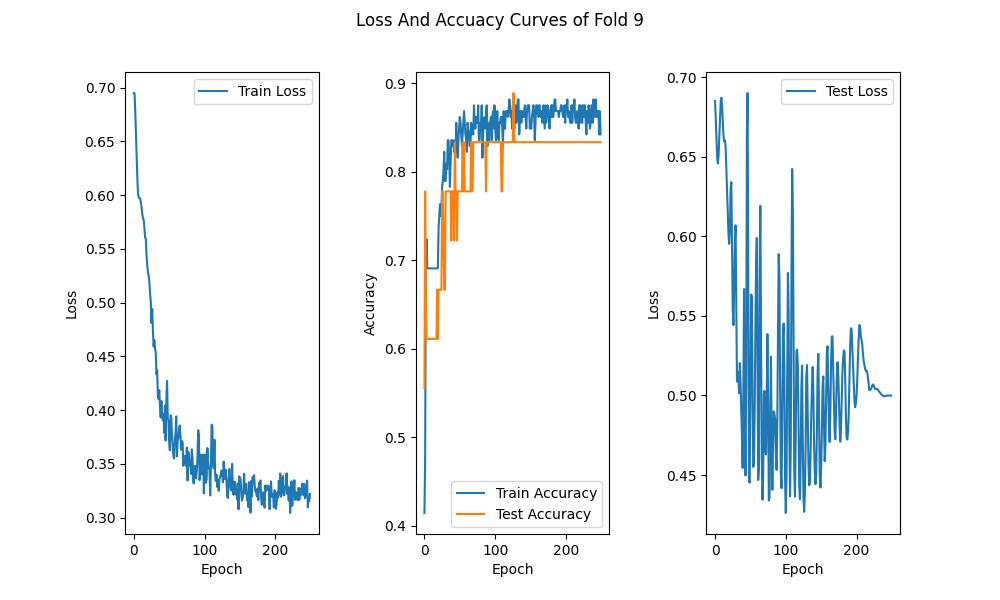 Loss And Accuacy Curves of Fold 9
Loss
0.70
0.65
0.60
0.55
0.50
0.45
0.40
0.35
0.30
Train Loss
0 100 200
Epoch
Accuracy
0.9
0.8
0.7
0.6
0.5
0.4
Train Accuracy
Test Accuracy
0 100 200
Epoch
Loss
0.70
0.65
0.60
0.55
0.50
0.45
Test Loss
0 100 200
Epoch